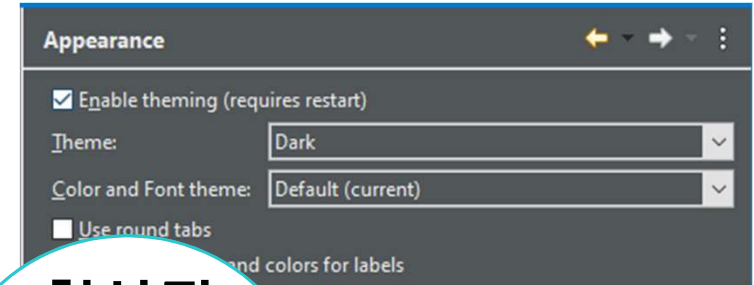 Appearance
Enable theming (requires restart)
Theme:
Dark
Color and Font theme:
Default (current)
Use round tabs
and colors for labels